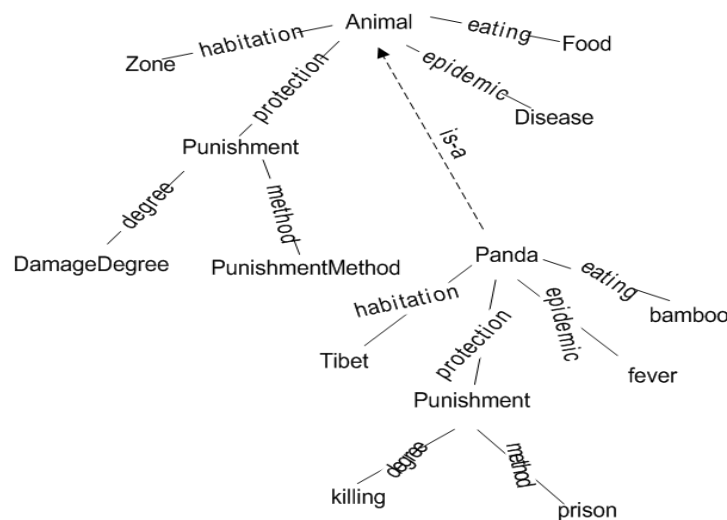 Animal
habitation
eating
Zone
Food
protection
epidemic
Disease
Punishment
is-a
degree
method
DamageDegree
PunishmentMethod
Panda
habitation
eating
epidemic
bamboo
protection
Tibet
fever
Punishment
degree
method
killing
prison